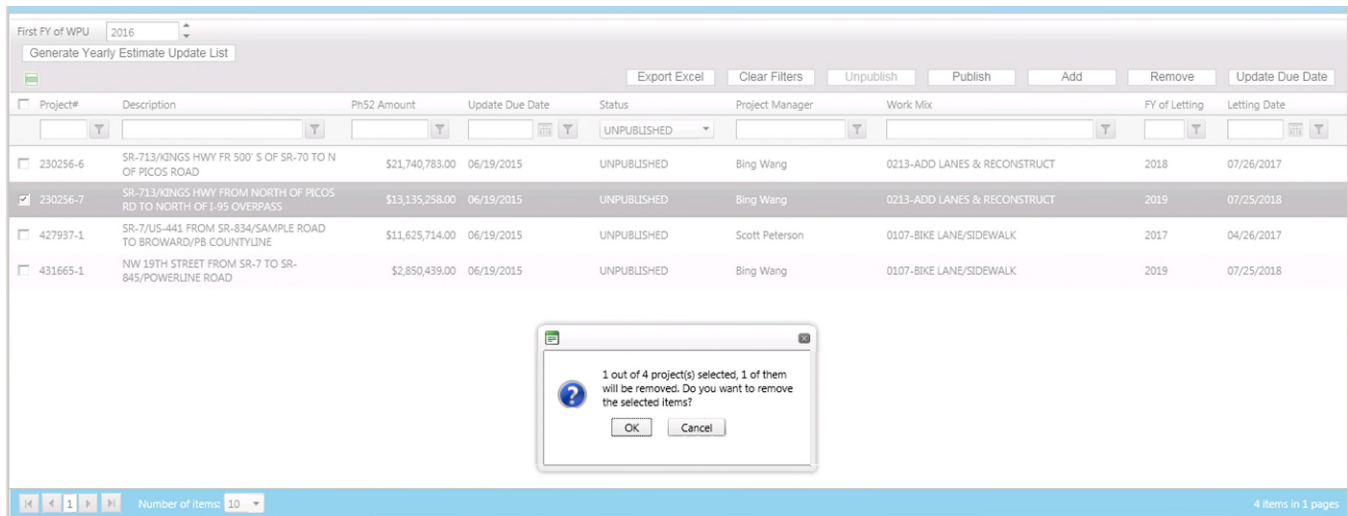 First FY of WPU 2016
Generate Yearly Estimate Update List
Export Excel Clear Filters Unpublish Publish Add Remove Update Due Date
Project# Description Ph52 Amount Update Due Date Status Project Manager Work Mix FY of Letting Letting Date
UNPUBLISHED
230256-6 SR-713/KINGS HWY FR 500' S OF SR-70 TO N $21,740,783.00 06/19/2015 UNPUBLISHED Bing Wang 0213-ADD LANES & RECONSTRUCT 2018 07/26/2017
OF PICOS ROAD
230256-7 SR-713/KINGS HWY FROM NORTH OF PICOS $13,135,258.00 06/19/2015 UNPUBLISHED Bing Wang 0213-ADD LANES & RECONSTRUCT 2019 07/25/2018
RD TO NORTH OF I-95 OVERPASS
427937-1 SR-7/US-441 FROM SR-834/SAMPLE ROAD $11,625,714.00 06/19/2015 UNPUBLISHED Scott Peterson 0107-BIKE LANE/SIDEWALK 2017 04/26/2017
TO BROWARD/PB COUNTYLINE
431665-1 NW 19TH STREET FROM SR-7 TO SR- $2,850,439.00 06/19/2015 UNPUBLISHED Bing Wang 0107-BIKE LANE/SIDEWALK 2019 07/25/2018
845/POWERLINE ROAD
1 out of 4 project(s) selected, 1 of them
will be removed. Do you want to remove
the selected items?
OK Cancel
1 Number of items: 10 4 items in 1 pages